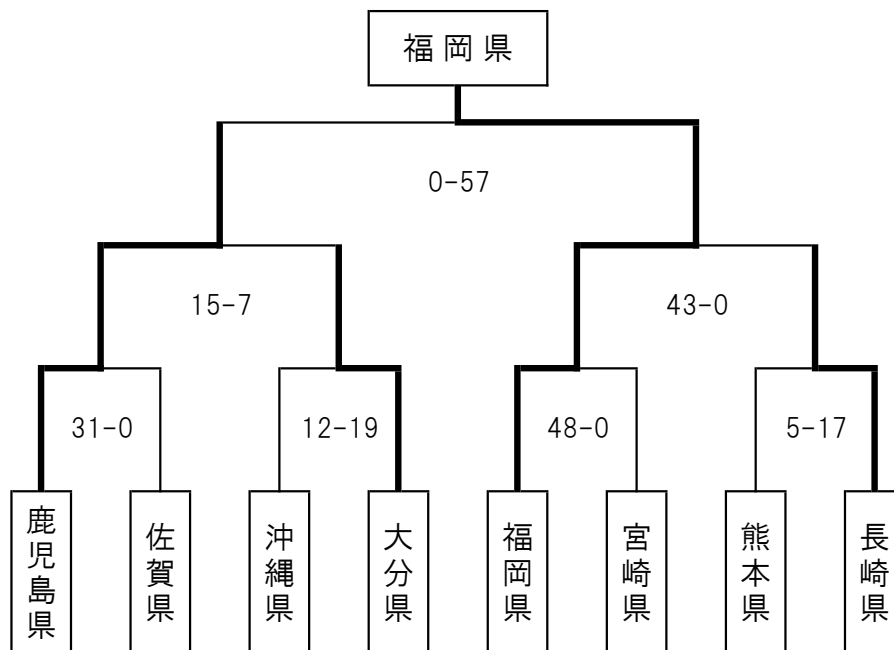 福岡県
0-57
15-7
43-0
31-0
12-19
48-0
5-17
鹿児島県
佐賀県
沖縄県
大分県
福岡県
宮崎県
熊本県
長崎県